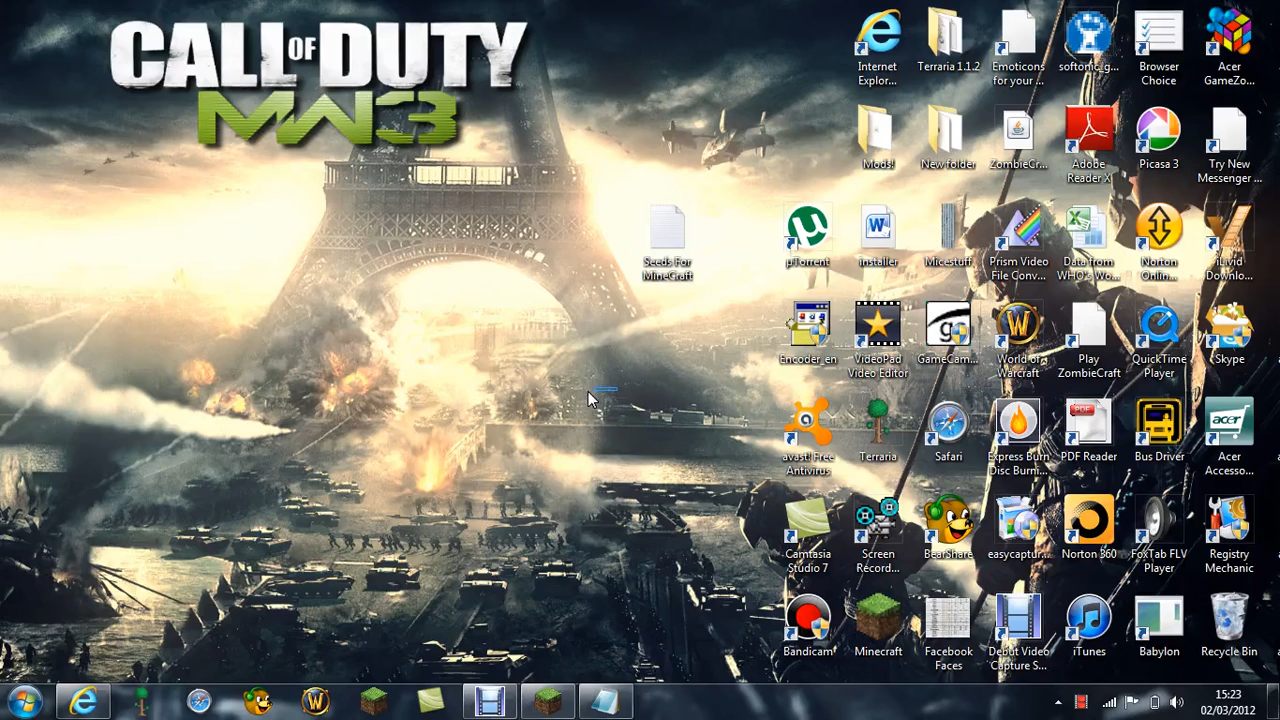 CALL OF DUTY
MW3
Internet
Explor...
Terraria 1.1.2
Emoticons
for your ...
softonic_g...
Browser
Choice
Acer
GameZo...
Mods!
New folder
ZombieCr...
Adobe
Reader X
Picasa 3
Try New
Messenger ...
Seeds For
MineCraft
µTorrent
installer
Micestuff
Prism Video
File Conv...
Data from
WHO's Wo...
Norton
Onlin...
iLivid
Downlo...
Encoder_en
VideoPad
Video Editor
GameCam...
World of
Warcraft
Play
ZombieCraft
QuickTime
Player
Skype
avast! Free
Antivirus
Terraria
Safari
Express Burn
Disc Burni...
PDF
PDF Reader
Bus Driver
acer
Acer
Accesso...
Camtasia
Studio 7
Screen
Record...
BearShare
easycaptur...
Norton 360
FoxTab FLV
Player
Registry
Mechanic
Bandicam
Minecraft
Facebook
Faces
Debut Video
Capture S...
iTunes
Babylon
Recycle Bin
15:23
02/03/2012